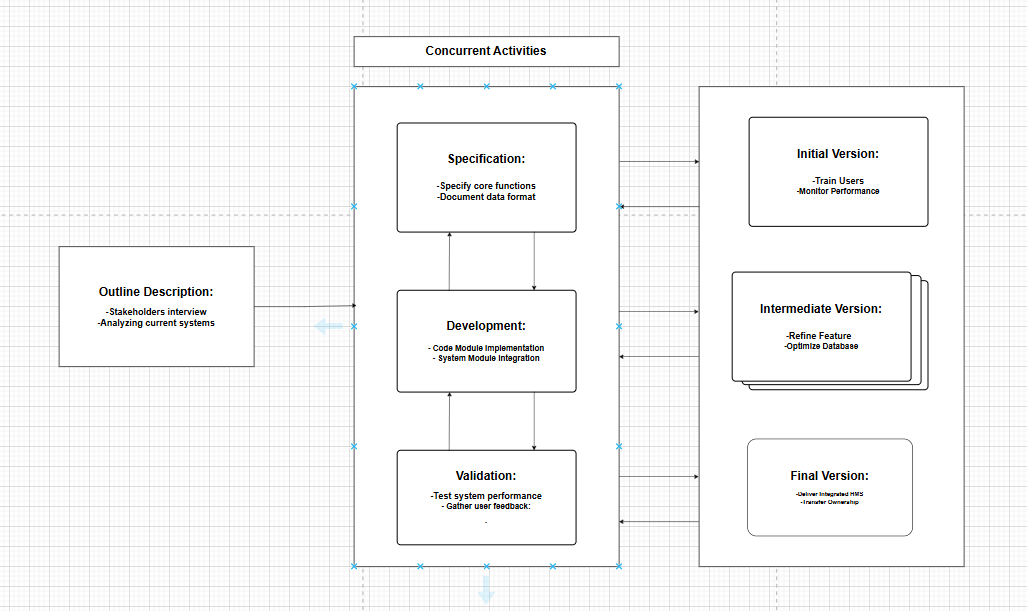 Concurrent Activities
Specification:
-Specify core functions
-Document data format
Initial Version:
-Train Users
-Monitor Performance
Outline Description:
-Stakeholders interview
-Analyzing current systems
Development:
- Code Module Implementation
- System Module Integration
Intermediate Version:
-Refine Feature
-Optimize Database
Validation:
-Test system performance
- Gather user feedback:
-
Final Version:
-Deliver Integrated HMS
-Transfer Ownership